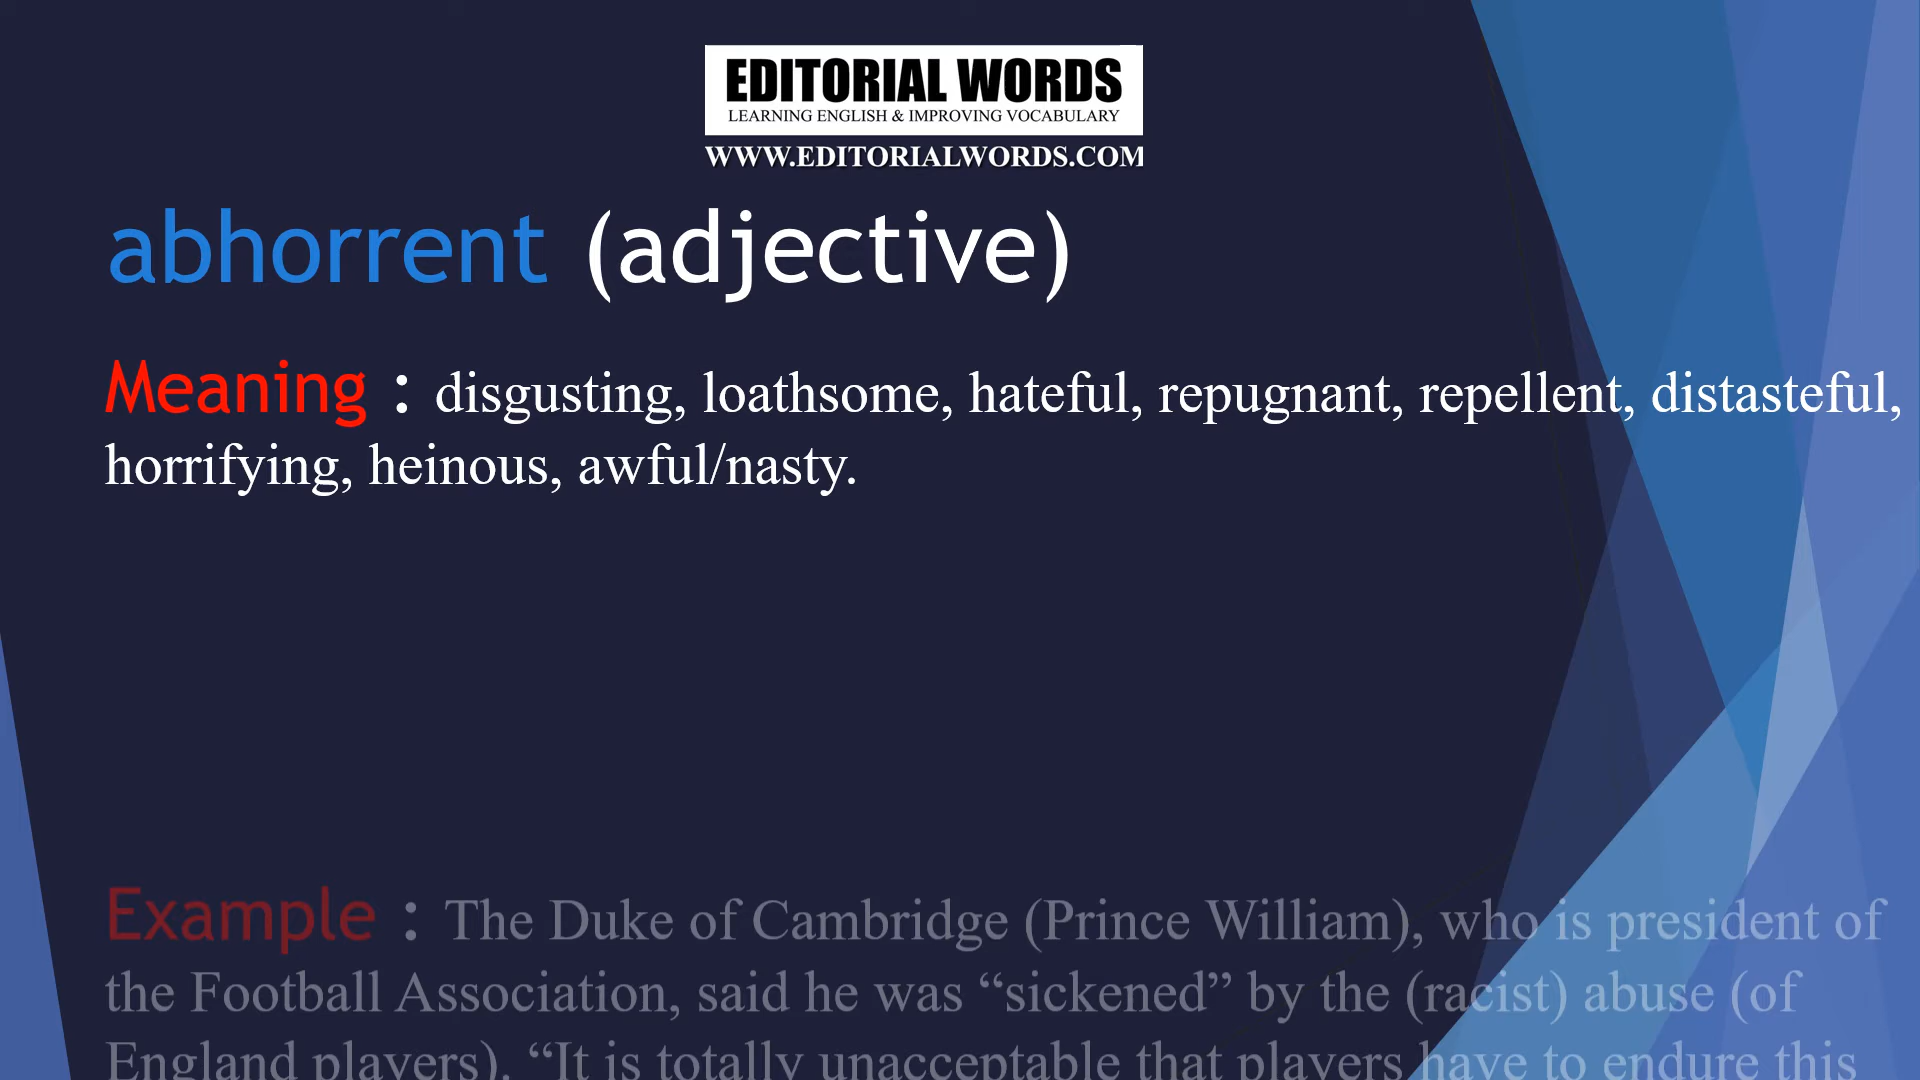 EDITORIAL WORDS
LEARNING ENGLISH & IMPROVING VOCABULARY
WWW.EDITORIALWORDS.COM
abhorrent (adjective)
Meaning : disgusting, loathsome, hateful, repugnant, repellent, distasteful,
horrifying, heinous, awful/nasty.
Example : The Duke of Cambridge (Prince William), who is president of
the Football Association, said he was “sickened” by the (racist) abuse (of
England players). “It is totally unacceptable that players have to endure this